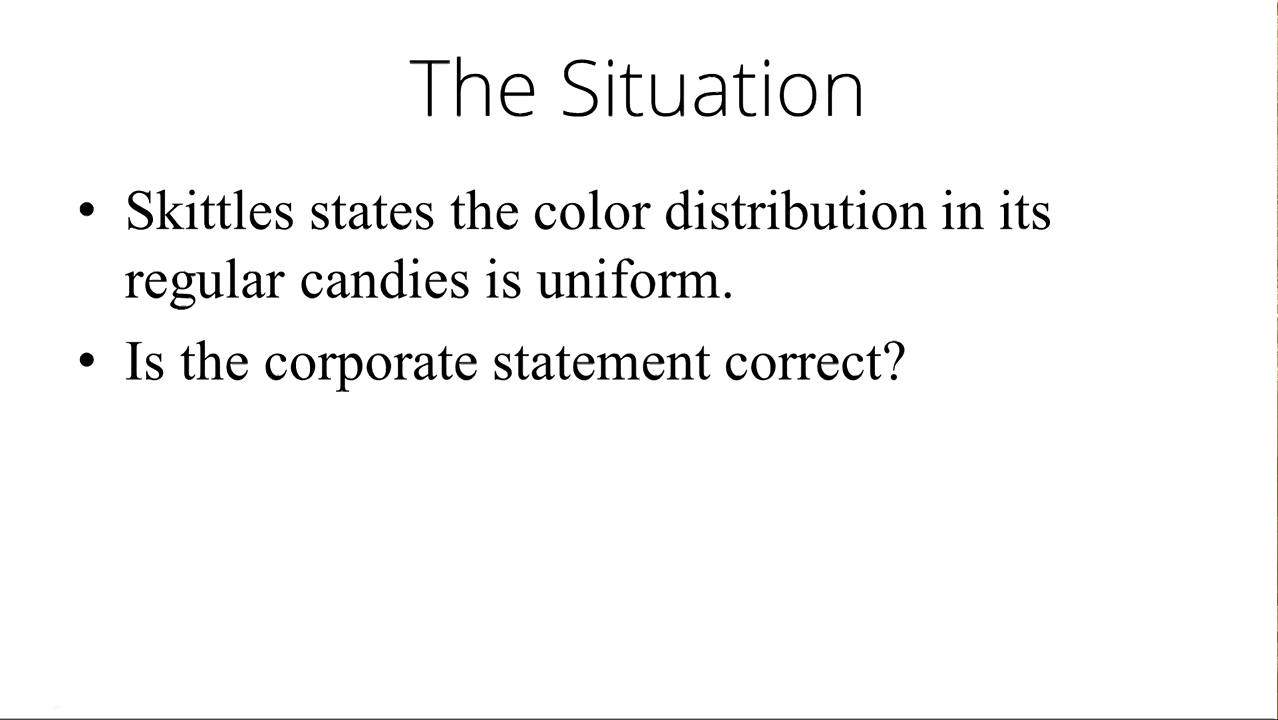 The Situation
• Skittles states the color distribution in its
regular candies is uniform.
• Is the corporate statement correct?